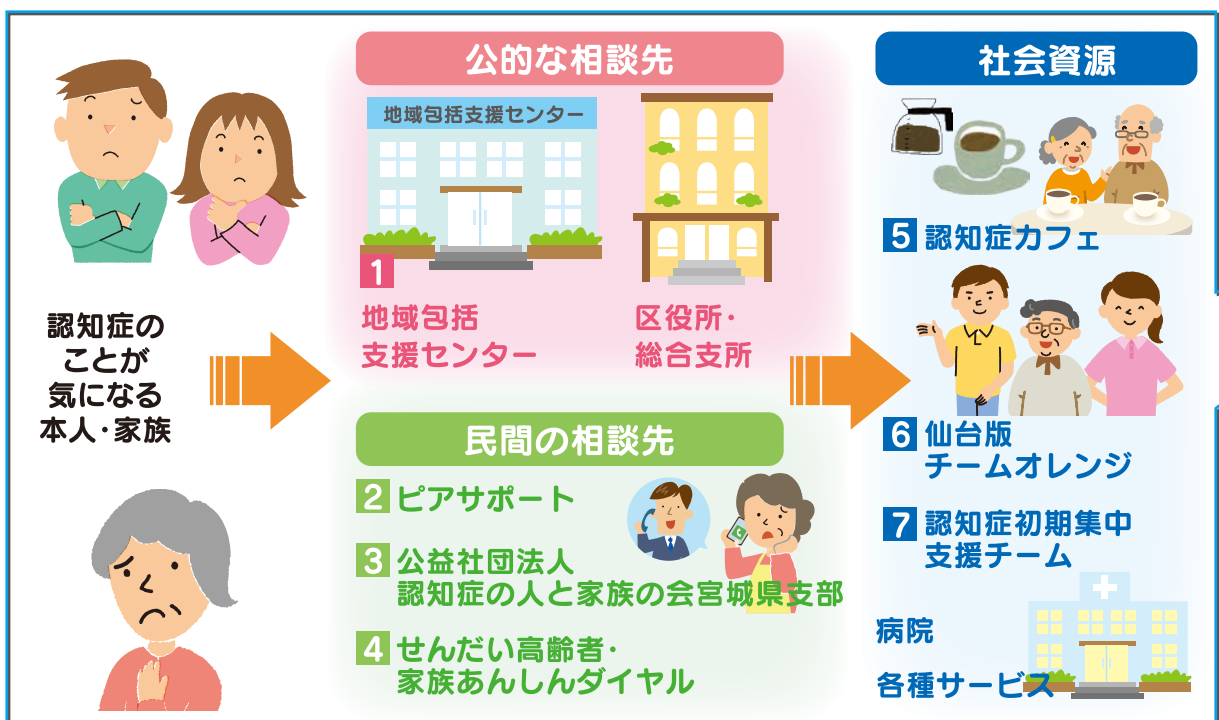 認知症の
ことが
気になる
本人・家族
公的な相談先
地域包括支援センター
1
地域包括
支援センター
区役所・
総合支所
民間の相談先
2 ピアサポート
3 公益社団法人
認知症の人と家族の会宮城県支部
4 せんだい高齢者・
家族あんしんダイヤル
社会資源
5 認知症カフェ
6 仙台版
チームオレンジ
7 認知症初期集中
支援チーム
病院
各種サービス